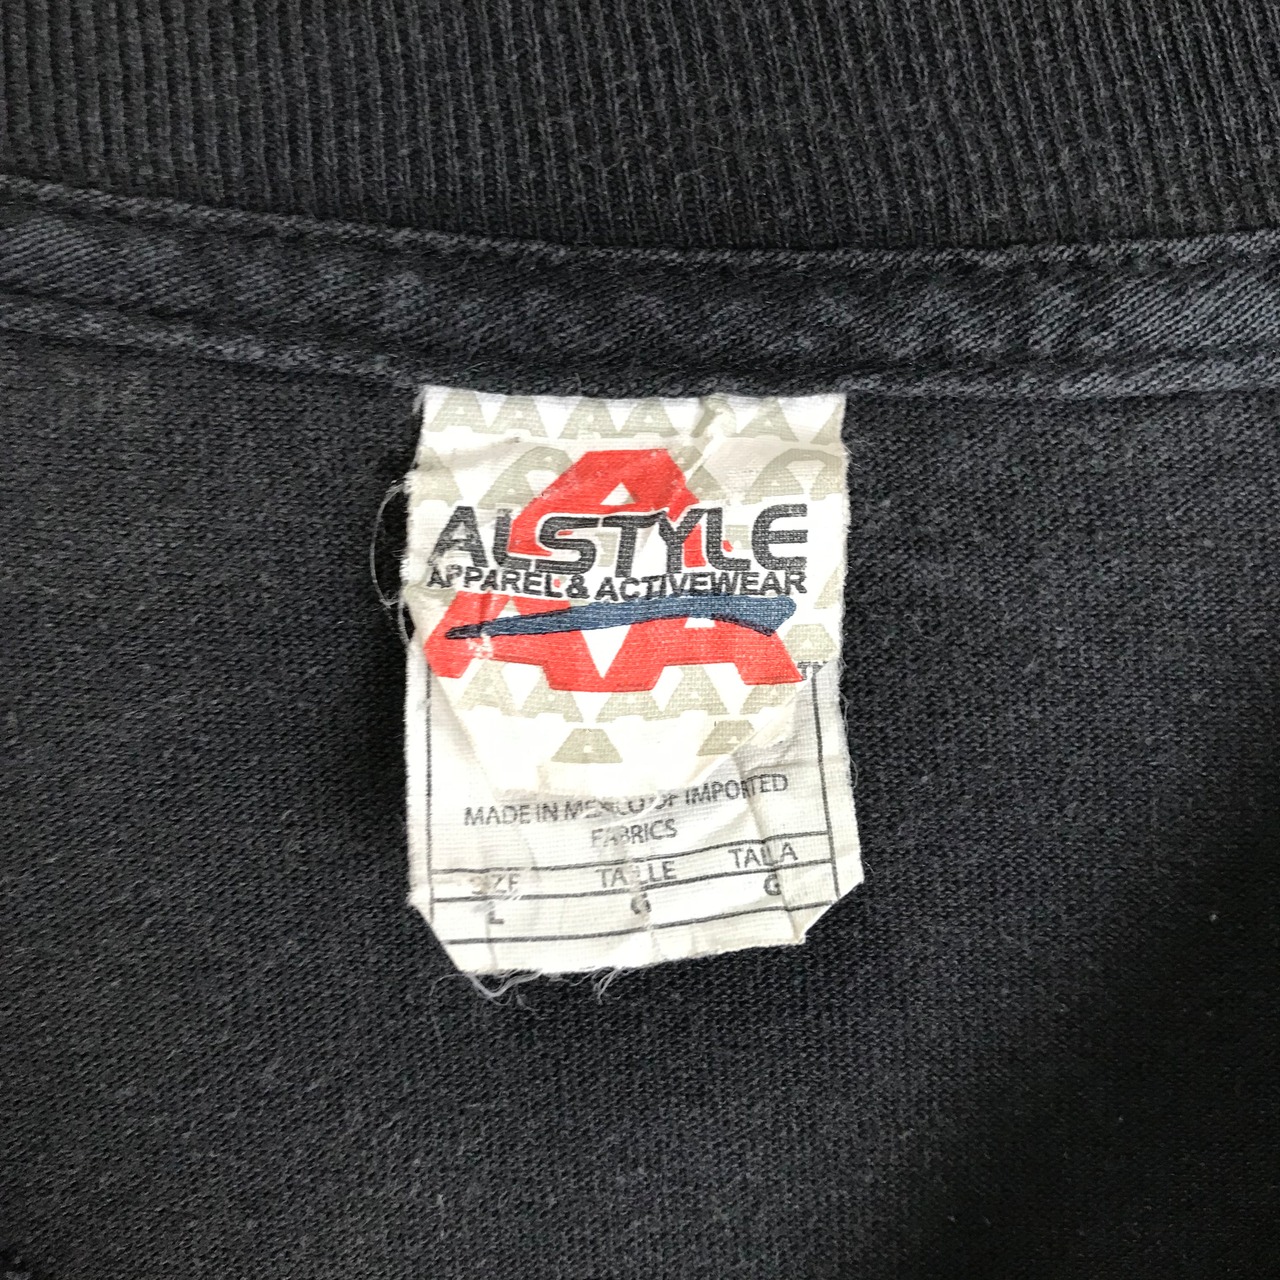 ALSTYLE
APPAREL & ACTIVEWEAR
MADE IN MEXICO OF IMPORTED
FABRICS
SIZE TAILLE TALLA
L G G